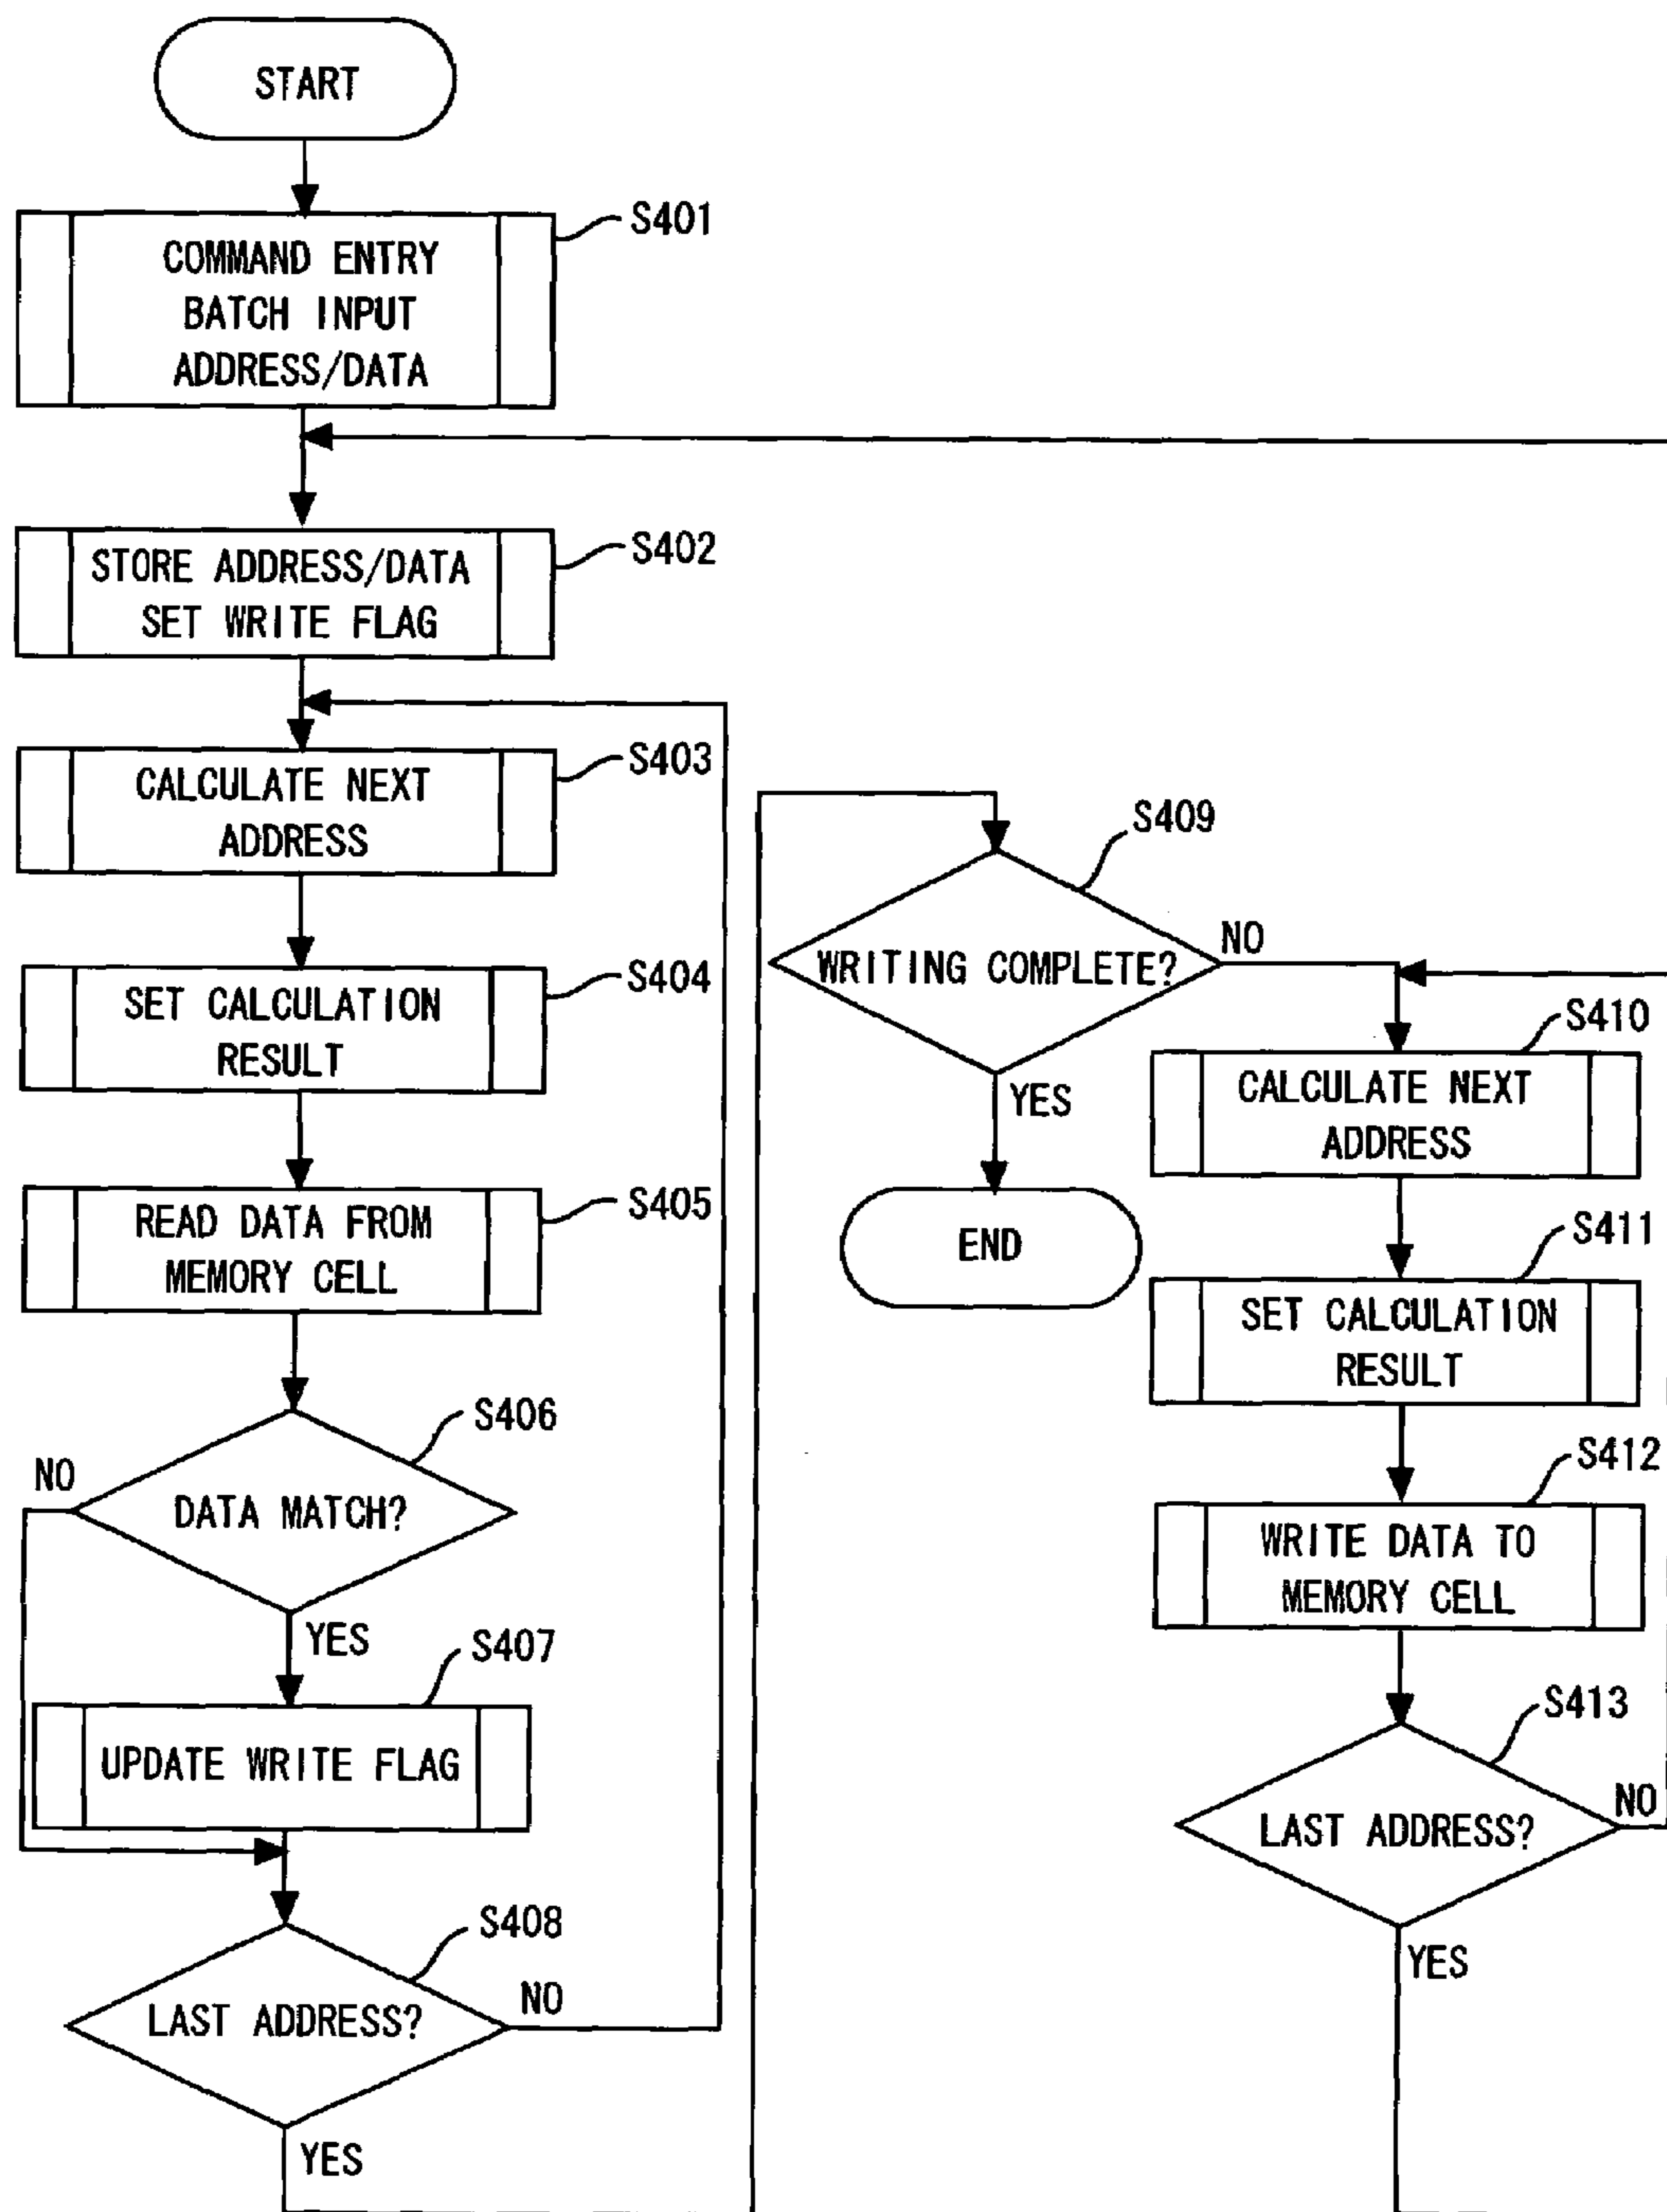 START
S401
COMMAND ENTRY
BATCH INPUT
ADDRESS/DATA
S402
STORE ADDRESS/DATA
SET WRITE FLAG
S403
CALCULATE NEXT
ADDRESS
S404
SET CALCULATION
RESULT
S405
READ DATA FROM
MEMORY CELL
S406
NO
DATA MATCH?
YES
S407
UPDATE WRITE FLAG
S408
LAST ADDRESS?
NO
YES
S409
WRITING COMPLETE?
NO
YES
END
S410
CALCULATE NEXT
ADDRESS
S411
SET CALCULATION
RESULT
S412
WRITE DATA TO
MEMORY CELL
S413
LAST ADDRESS?
NO
YES